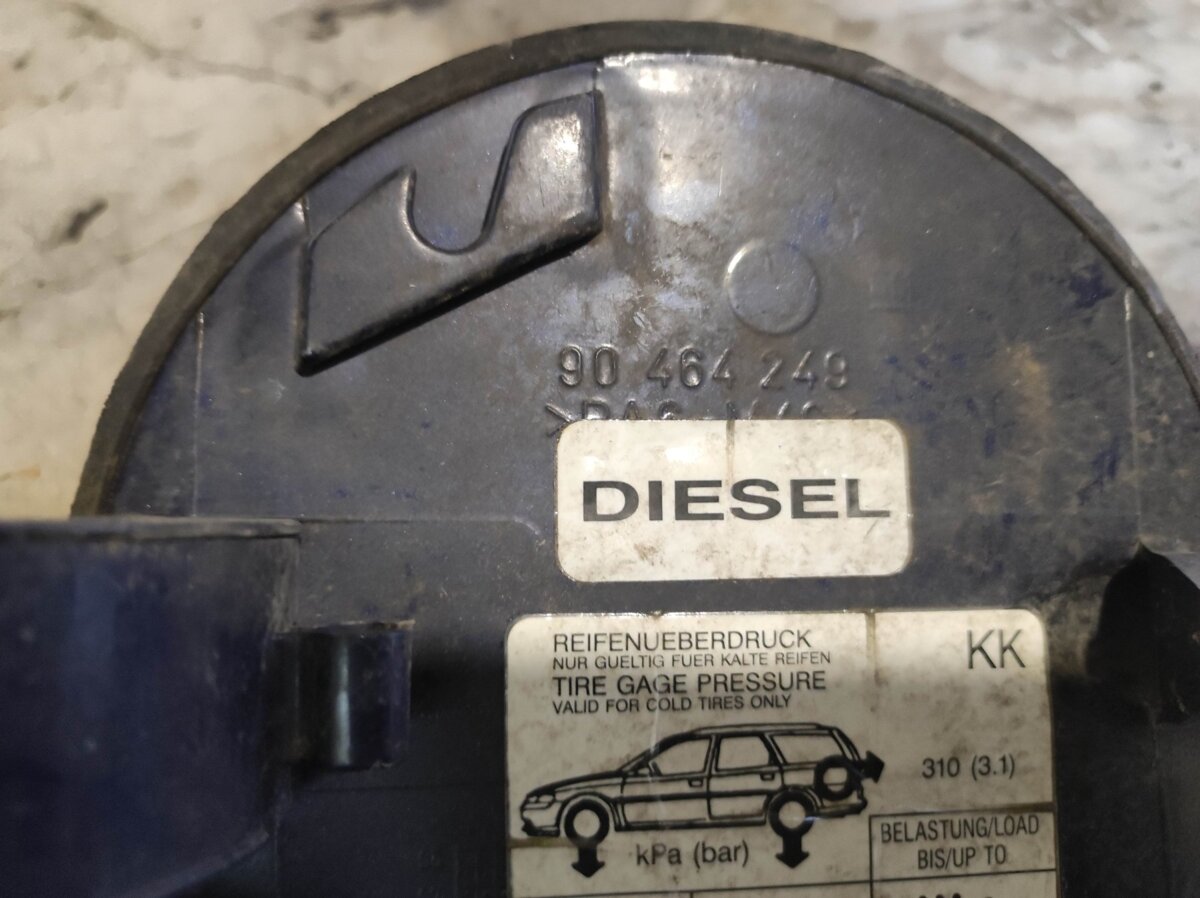 90 464 249
DIESEL
REIFENUEBERDRUCK
NUR GUELTIG FUER KALTE REIFEN
TIRE GAGE PRESSURE
VALID FOR COLD TIRES ONLY
KK
310 (3.1)
kPa (bar)
BELASTUNG/LOAD
BIS/UP TO